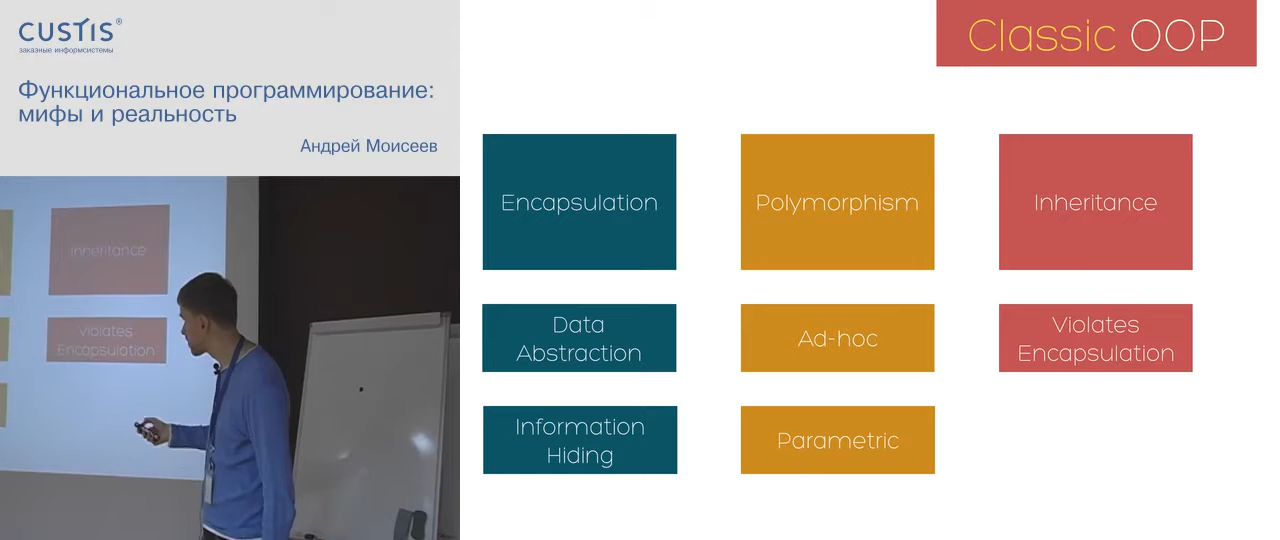 CUSTIS®
заказные информсистемы
Функциональное программирование:
мифы и реальность
Андрей Моисеев
Classic OOP
Encapsulation
Polymorphism
Inheritance
Data
Abstraction
Ad-hoc
Violates
Encapsulation
Information
Hiding
Parametric
Inheritance
Violates
Encapsulation